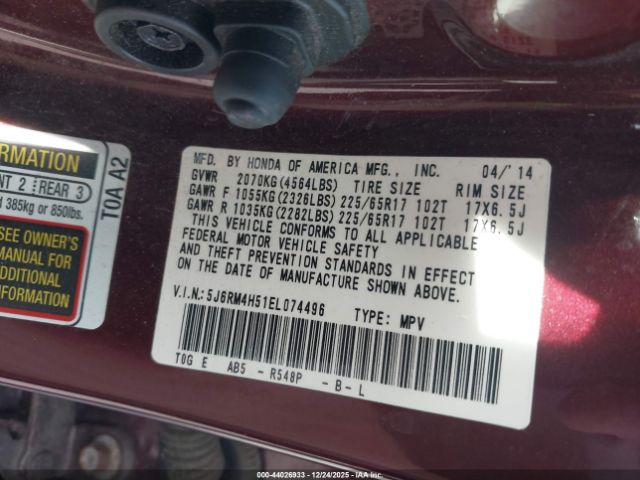 ORMATION
NT 2 REAR 3
385kg or 850lbs.
SEE OWNER'S
MANUAL FOR
ADDITIONAL
INFORMATION
T0A A2
MFD. BY HONDA OF AMERICA MFG., INC. 04/'14
GVWR 2070KG(4564LBS) TIRE SIZE RIM SIZE
GAWR F 1055KG(2326LBS) 225/65R17 102T 17X6.5J
GAWR R 1035KG(2282LBS) 225/65R17 102T 17X6.5J
THIS VEHICLE CONFORMS TO ALL APPLICABLE
FEDERAL MOTOR VEHICLE SAFETY
AND THEFT PREVENTION STANDARDS IN EFFECT
ON THE DATE OF MANUFACTURE SHOWN ABOVE.
V.I.N.:5J6RM4H51EL074496 TYPE: MPV
T0G E AB5 - R548P - B - L
000-44026933 - 12/24/2025 - IAA